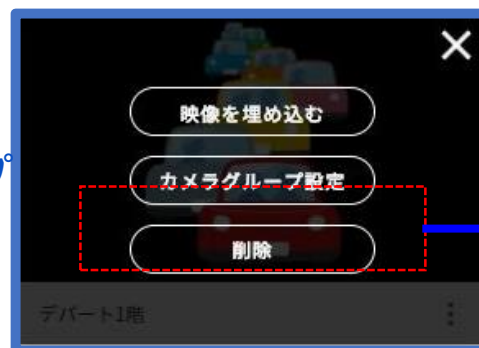 映像を埋め込む
カメラグループ設定
削除
デパート1階